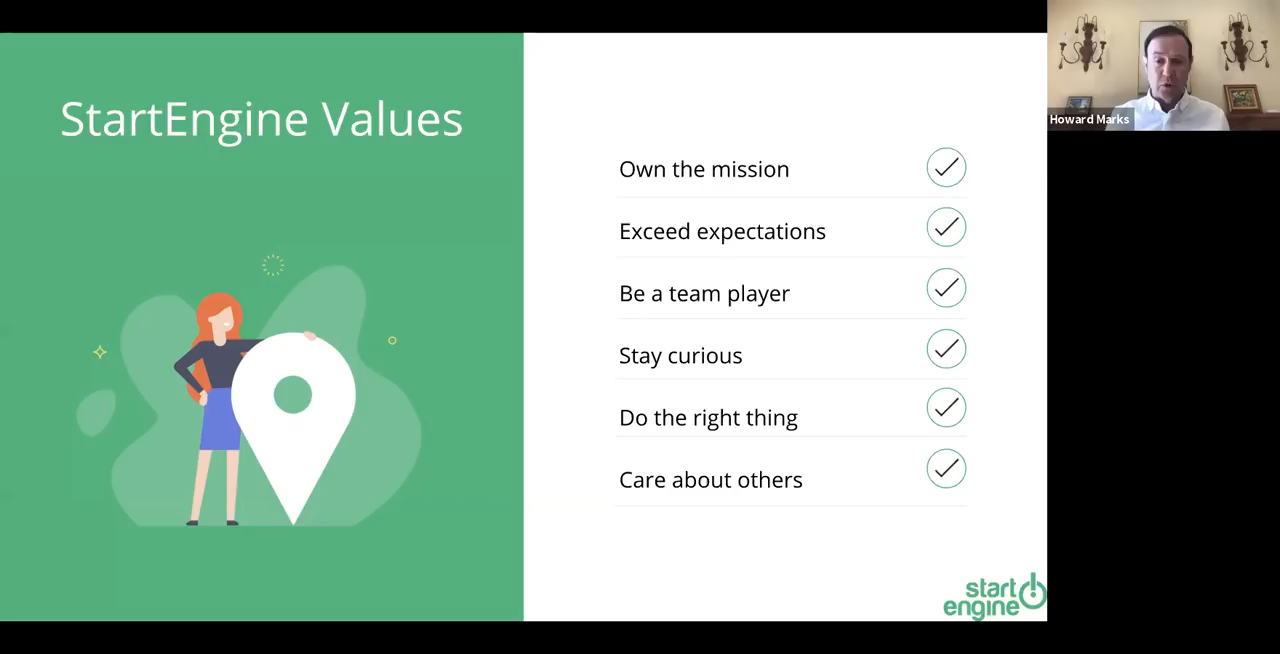 StartEngine Values
Own the mission
Exceed expectations
Be a team player
Stay curious
Do the right thing
Care about others
start
engine
Howard Marks